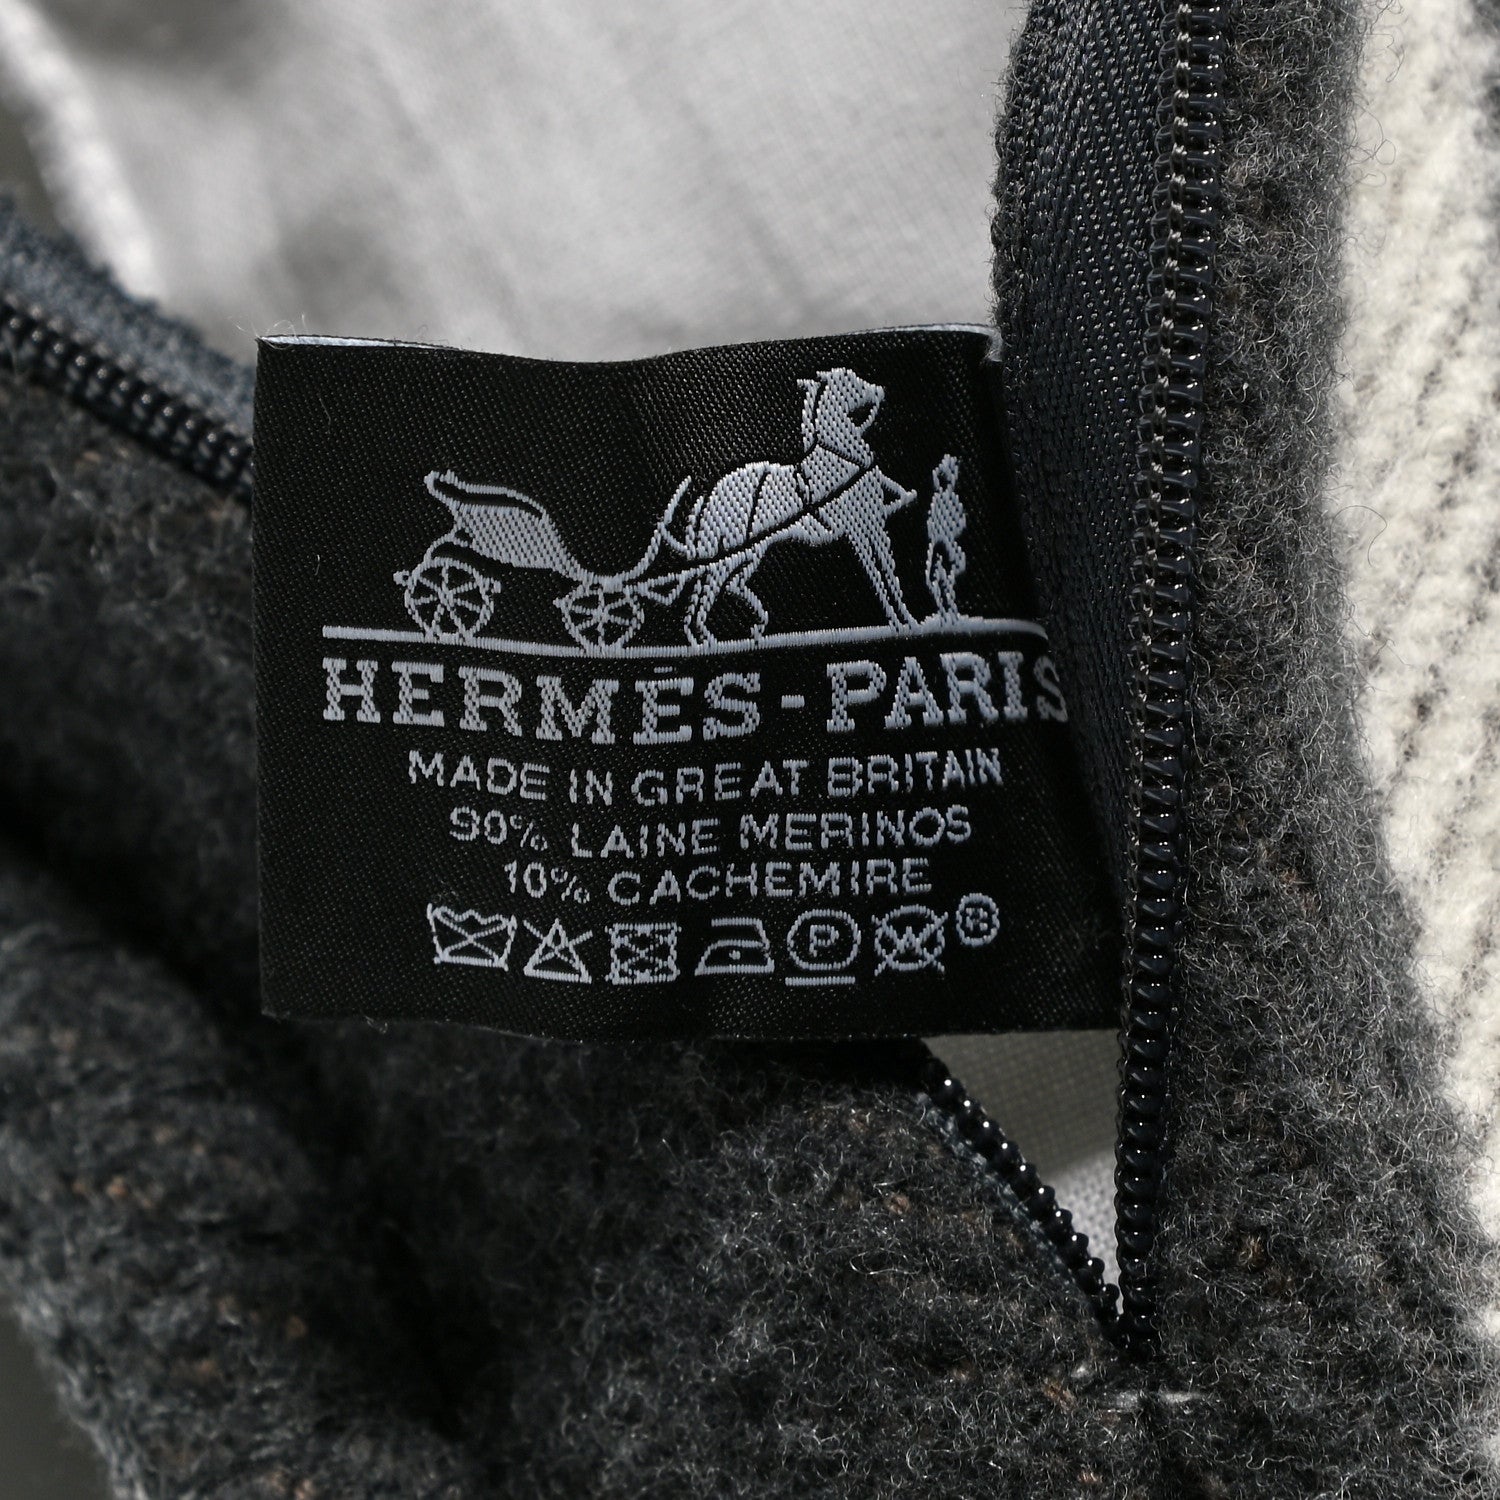 HERMÈS-PARIS
MADE IN GREAT BRITAIN
90% LAINE MERINOS
10% CACHEMIRE
P W ®